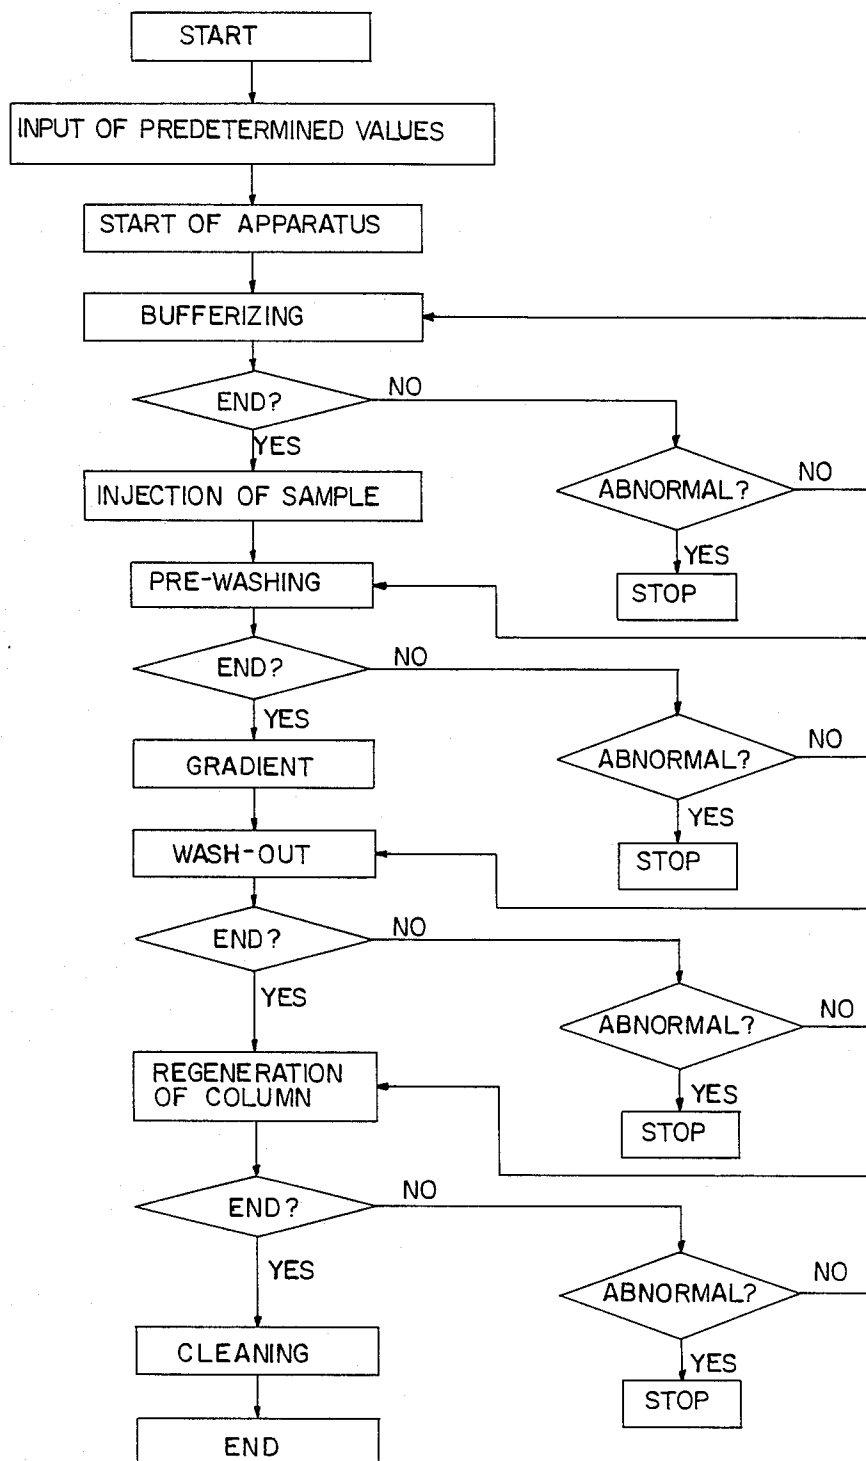 START
INPUT OF PREDETERMINED VALUES
START OF APPARATUS
BUFFERIZING
END?
NO
YES
ABNORMAL?
NO
YES
STOP
INJECTION OF SAMPLE
PRE-WASHING
END?
NO
YES
ABNORMAL?
NO
YES
STOP
GRADIENT
WASH-OUT
END?
NO
YES
ABNORMAL?
NO
YES
STOP
REGENERATION
OF COLUMN
END?
NO
YES
ABNORMAL?
NO
YES
STOP
CLEANING
END